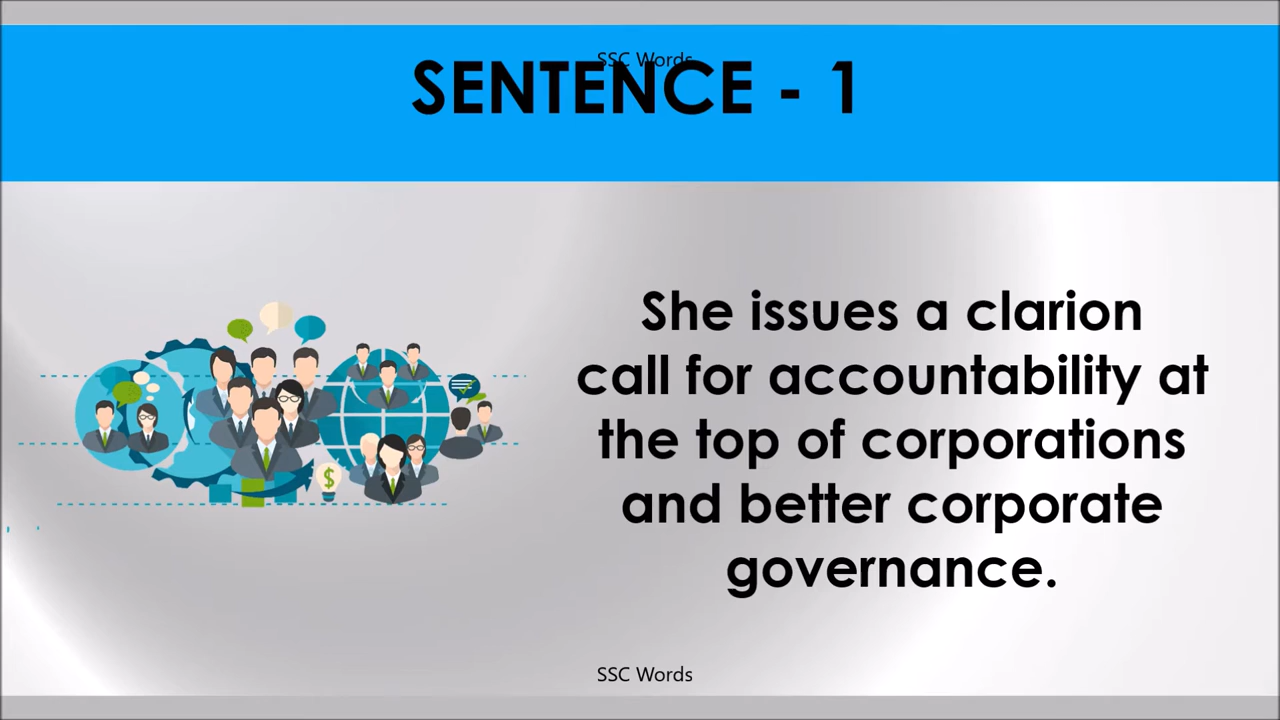 SSC Words
SENTENCE - 1
She issues a clarion
call for accountability at
the top of corporations
and better corporate
governance.
SSC Words